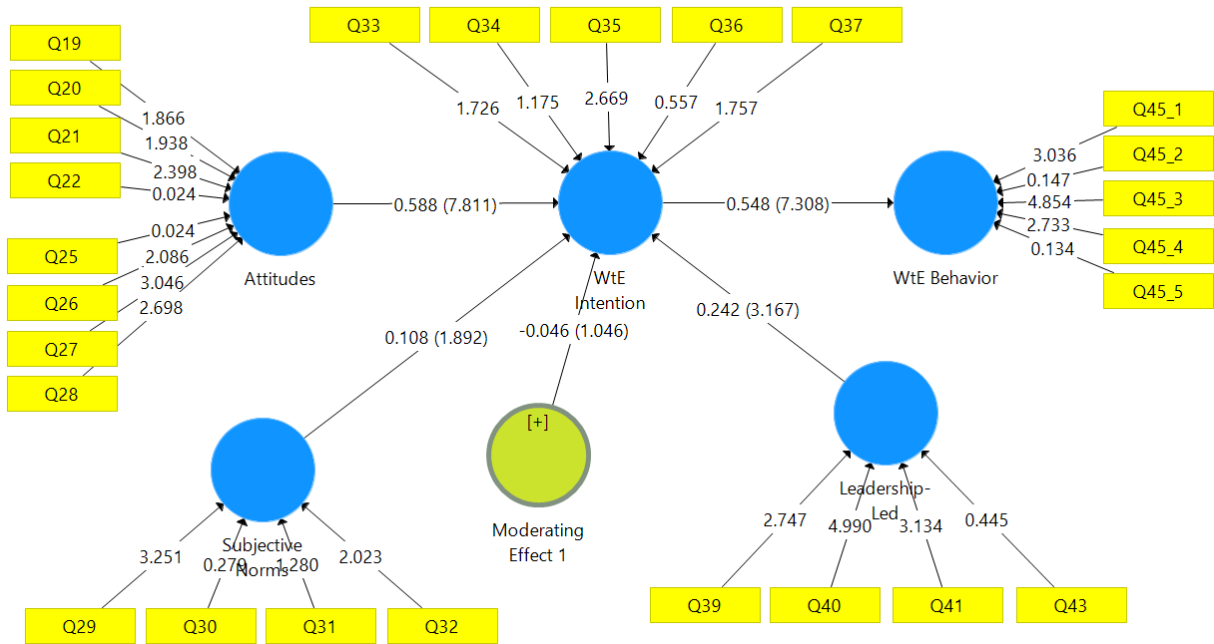 Q33
Q34
Q35
Q36
Q37
Q19
Q20
Q21
Q22
Q25
Q26
Q27
Q28
1.866
1.938
2.398
0.024
0.024
2.086
3.046
2.698
1.726
1.175
2.669
0.557
1.757
Attitudes
0.588 (7.811)
WtE
Intention
0.548 (7.308)
WtE Behavior
3.036
0.147
4.854
2.733
0.134
Q45_1
Q45_2
Q45_3
Q45_4
Q45_5
0.108 (1.892)
-0.046 (1.046)
0.242 (3.167)
[+]
Moderating
Effect 1
Subjective
Norms
3.251
0.279
1.280
2.023
Q29
Q30
Q31
Q32
Leadership-
Led
2.747
4.990
3.134
0.445
Q39
Q40
Q41
Q43